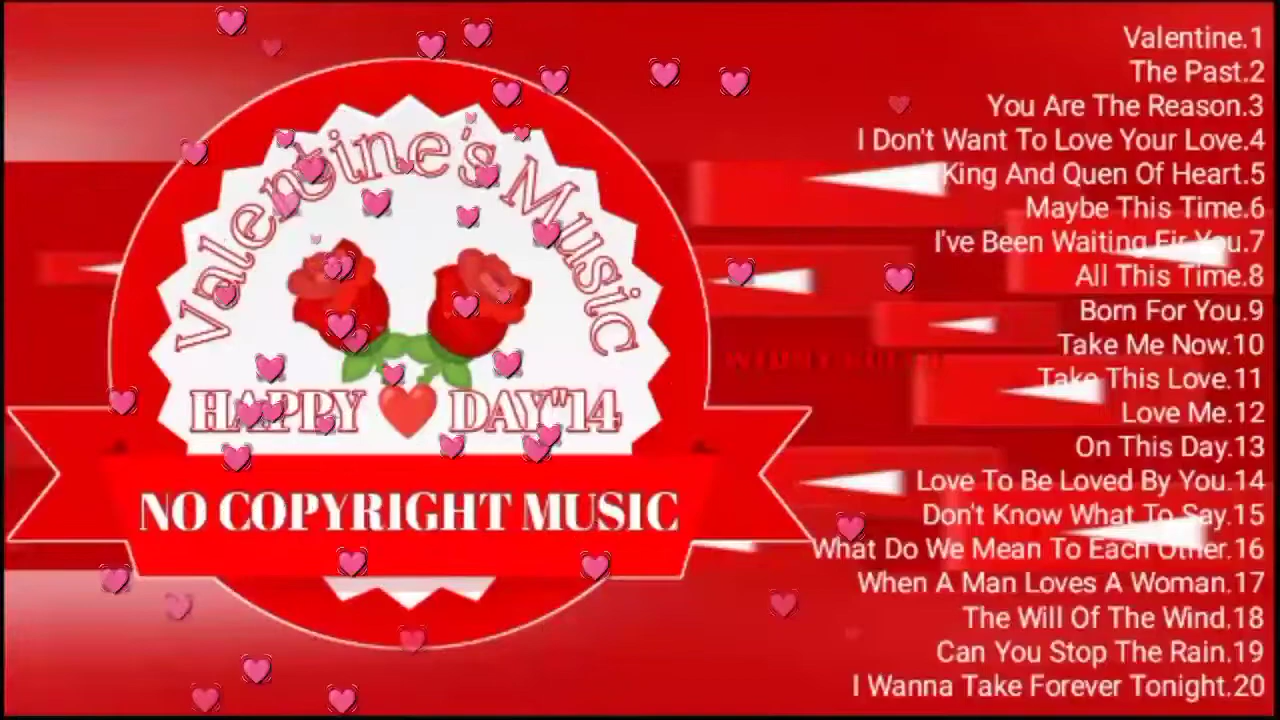 Valentine's Music
HAPPY ❤ DAY"14
NO COPYRIGHT MUSIC
Valentine.1
The Past.2
You Are The Reason.3
I Don't Want To Love Your Love.4
King And Quen Of Heart.5
Maybe This Time.6
I've Been Waiting Fir You.7
All This Time.8
Born For You.9
Take Me Now.10
Take This Love.11
Love Me.12
On This Day.13
Love To Be Loved By You.14
Don't Know What To Say.15
What Do We Mean To Each Other.16
When A Man Loves A Woman.17
The Will Of The Wind.18
Can You Stop The Rain.19
I Wanna Take Forever Tonight.20